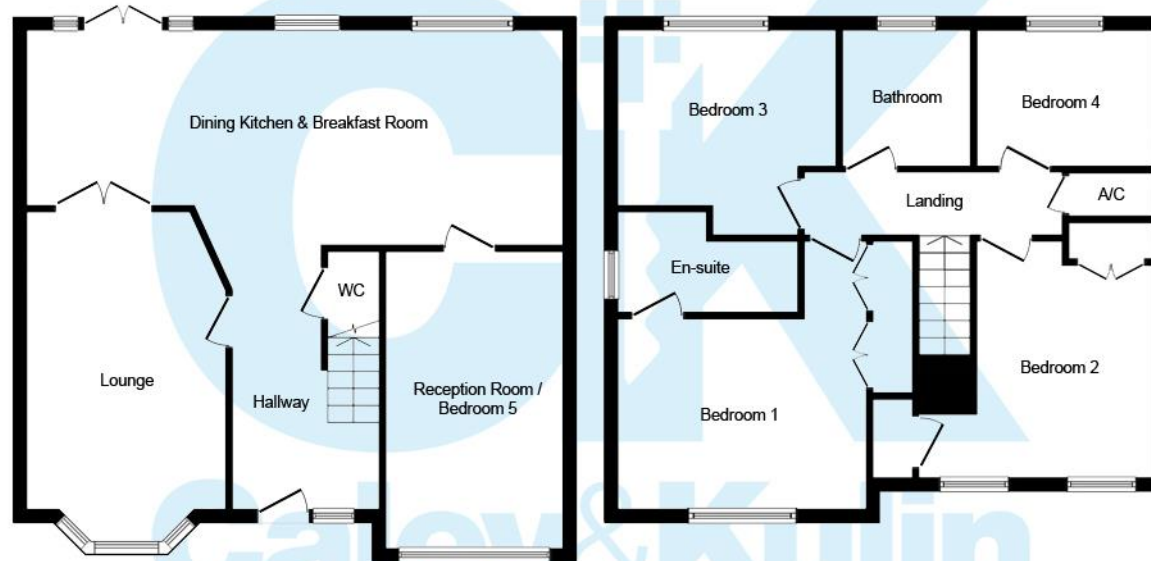 Dining Kitchen & Breakfast Room
WC
Lounge
Hallway
Reception Room /
Bedroom 5
Bedroom 3
Bathroom
Bedroom 4
Landing
A/C
En-suite
Bedroom 1
Bedroom 2
CK
&